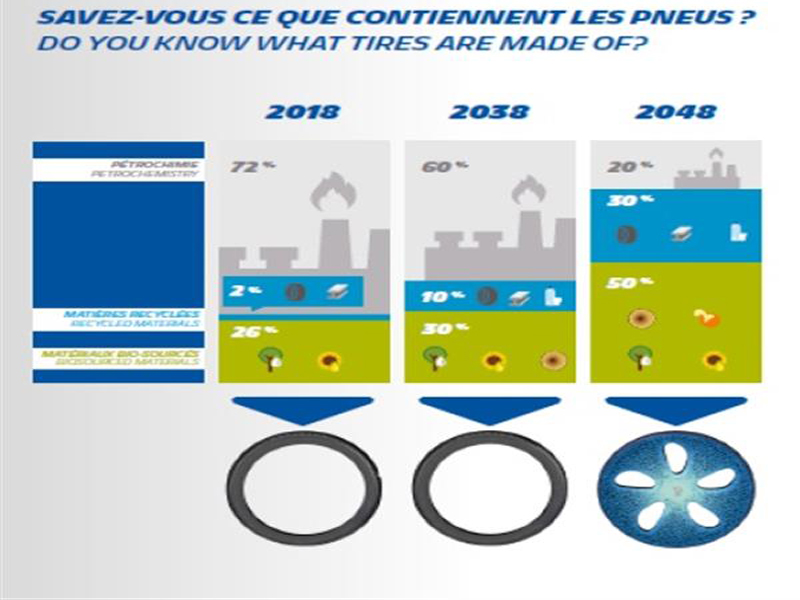 SAVEZ-VOUS CE QUE CONTIENNENT LES PNEUS ?
DO YOU KNOW WHAT TIRES ARE MADE OF?
2018 2038 2048
PÉTROCHIMIE
PETROCHEMISTRY
72 % 60 % 20 %
30 %
MATIÈRES RECYCLÉES
RECYCLED MATERIALS
2 % 10 % 50 %
MATÉRIAUX BIO-SOURCÉS
BIOSOURCED MATERIALS
26 % 30 %